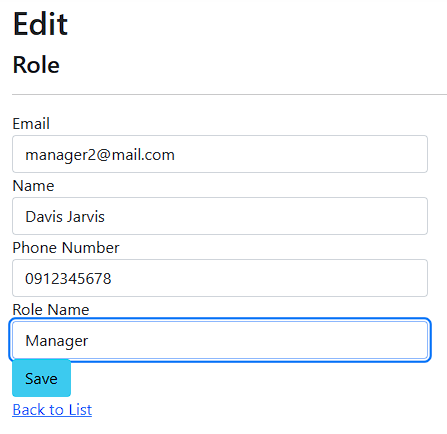 Edit
Role
Email
manager2@mail.com
Name
Davis Jarvis
Phone Number
0912345678
Role Name
Manager
Save
Back to List